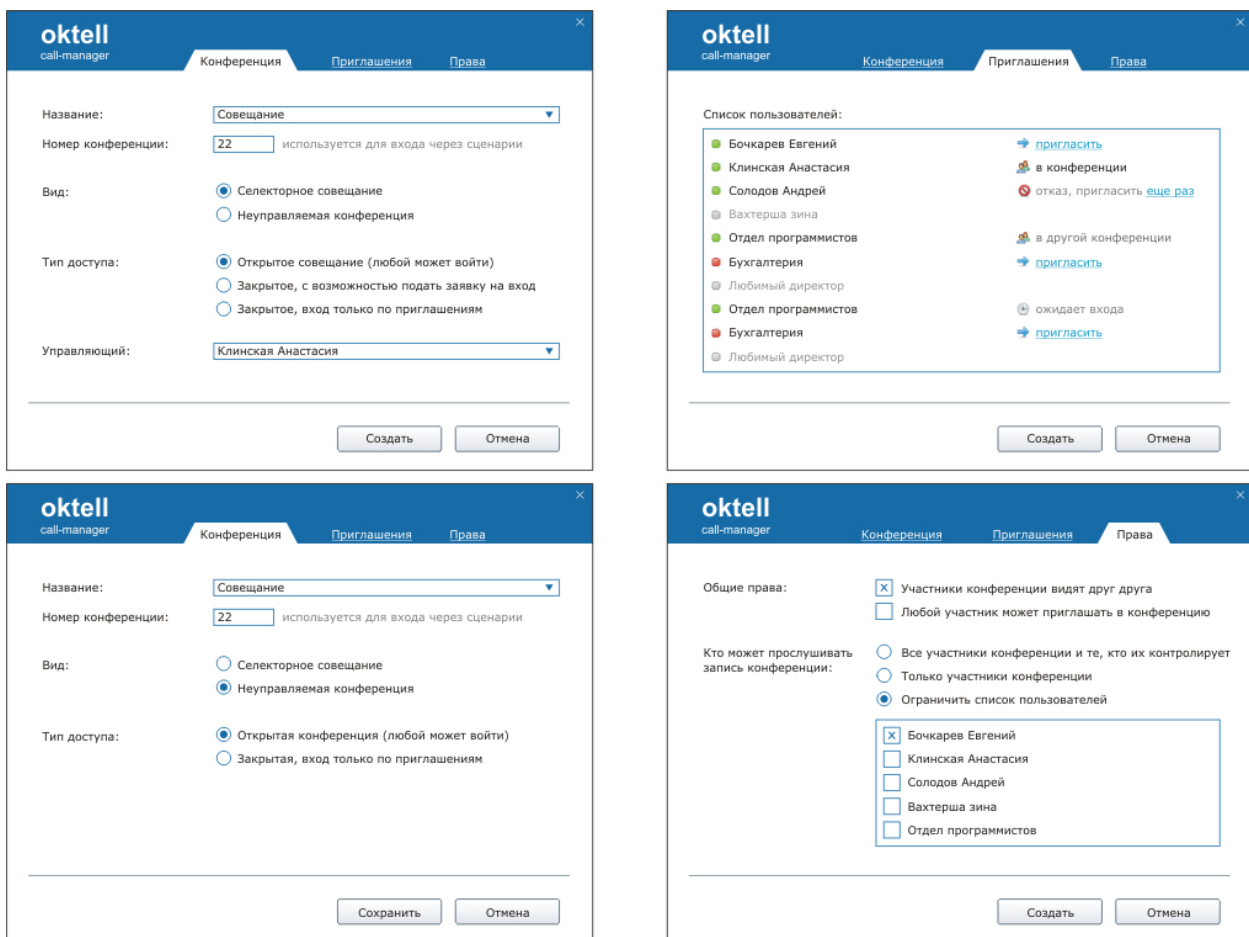 oktell
call-manager
Конференция Приглашения Права
Название: Совещание
Номер конференции: 22 используется для входа через сценарии
Вид: Селекторное совещание
Неуправляемая конференция
Тип доступа: Открытое совещание (любой может войти)
Закрытое, с возможностью подать заявку на вход
Закрытое, вход только по приглашениям
Управляющий: Клинская Анастасия
Создать Отмена
oktell
call-manager
Конференция Приглашения Права
Список пользователей:
Бочкарев Евгений пригласить
Клинская Анастасия в конференции
Солодов Андрей отказ, пригласить еще раз
Вахтерша зина
Отдел программистов в другой конференции
Бухгалтерия пригласить
Любимый директор
Отдел программистов ожидает входа
Бухгалтерия пригласить
Любимый директор
Создать Отмена
oktell
call-manager
Конференция Приглашения Права
Название: Совещание
Номер конференции: 22 используется для входа через сценарии
Вид: Селекторное совещание
Неуправляемая конференция
Тип доступа: Открытая конференция (любой может войти)
Закрытая, вход только по приглашениям
Сохранить Отмена
oktell
call-manager
Конференция Приглашения Права
Общие права: Участники конференции видят друг друга
Любой участник может приглашать в конференцию
Кто может прослушивать Все участники конференции и те, кто их контролирует
запись конференции: Только участники конференции
Ограничить список пользователей
Бочкарев Евгений
Клинская Анастасия
Солодов Андрей
Вахтерша зина
Отдел программистов
Создать Отмена